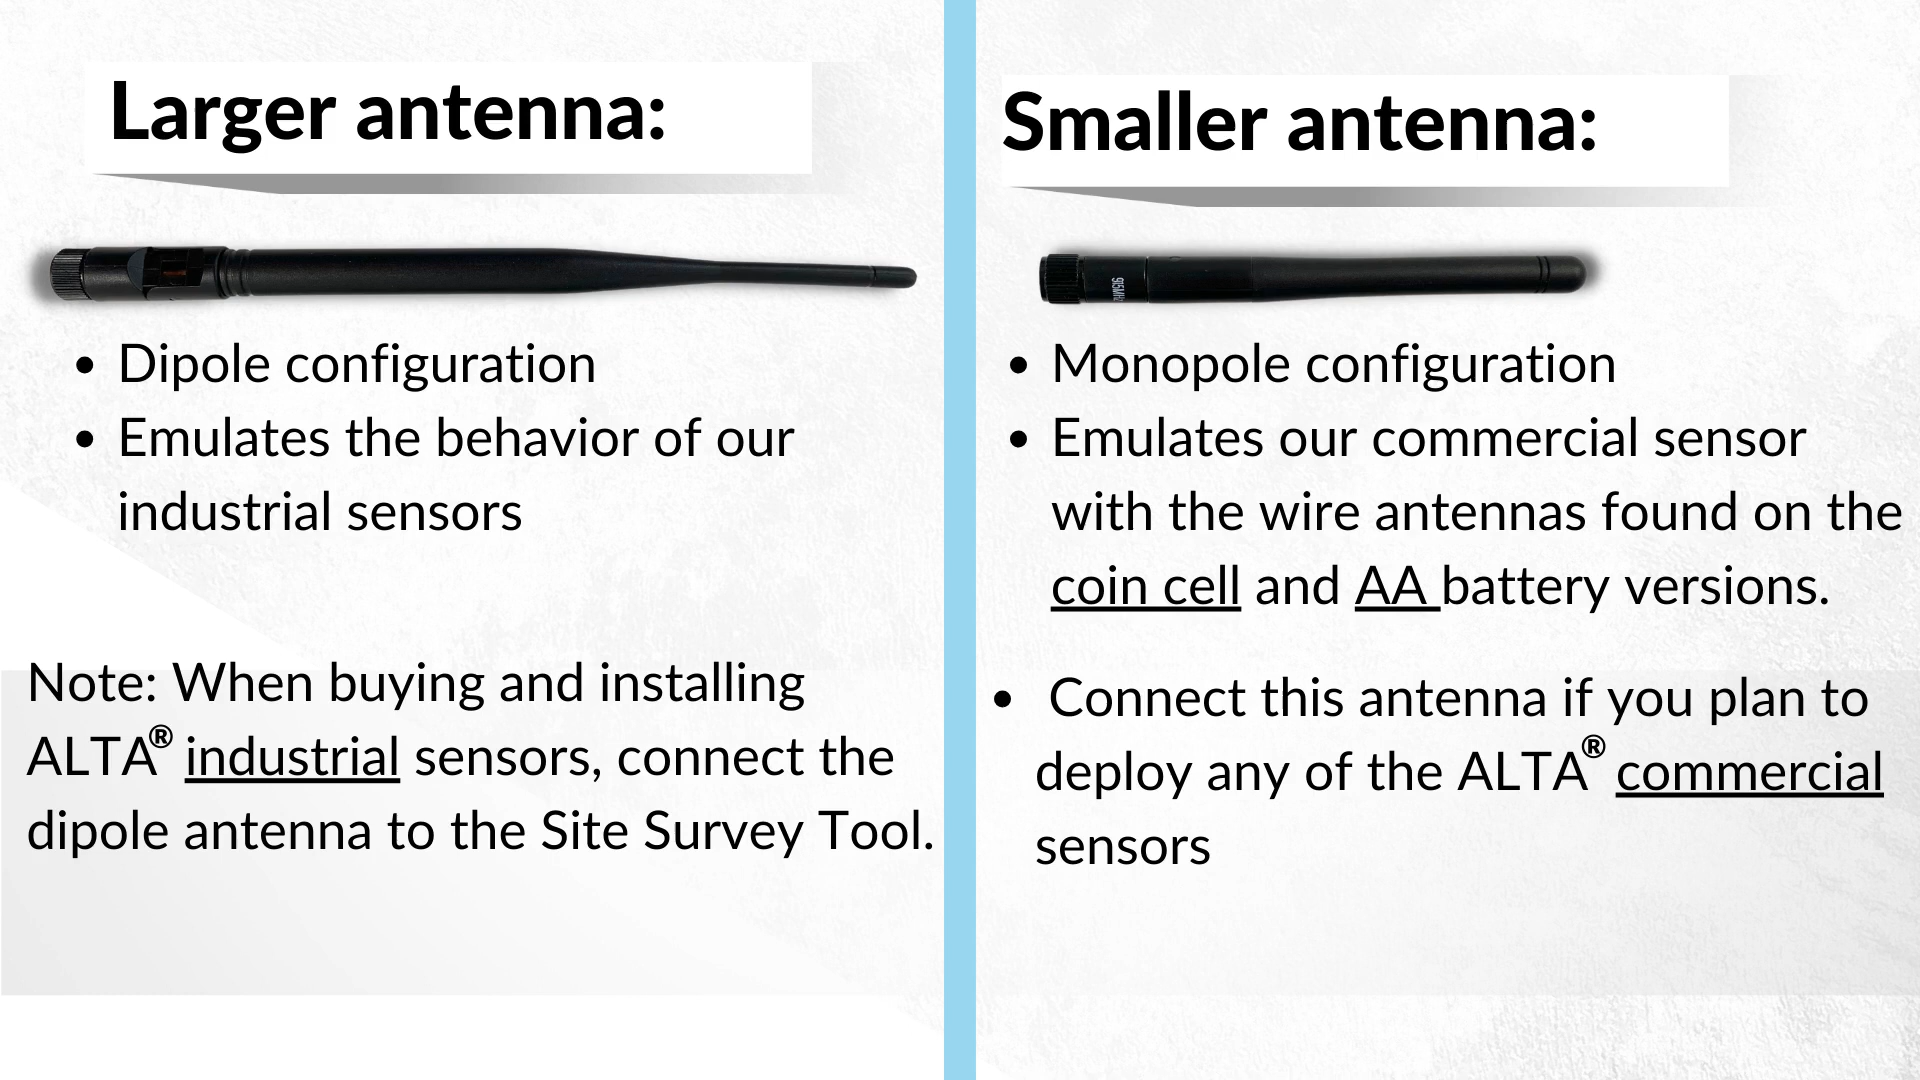 Larger antenna:
Dipole configuration
Emulates the behavior of our
industrial sensors
Note: When buying and installing
ALTA® industrial sensors, connect the
dipole antenna to the Site Survey Tool.
Smaller antenna:
915MHz
Monopole configuration
Emulates our commercial sensor
with the wire antennas found on the
coin cell and AA battery versions.
Connect this antenna if you plan to
deploy any of the ALTA® commercial
sensors